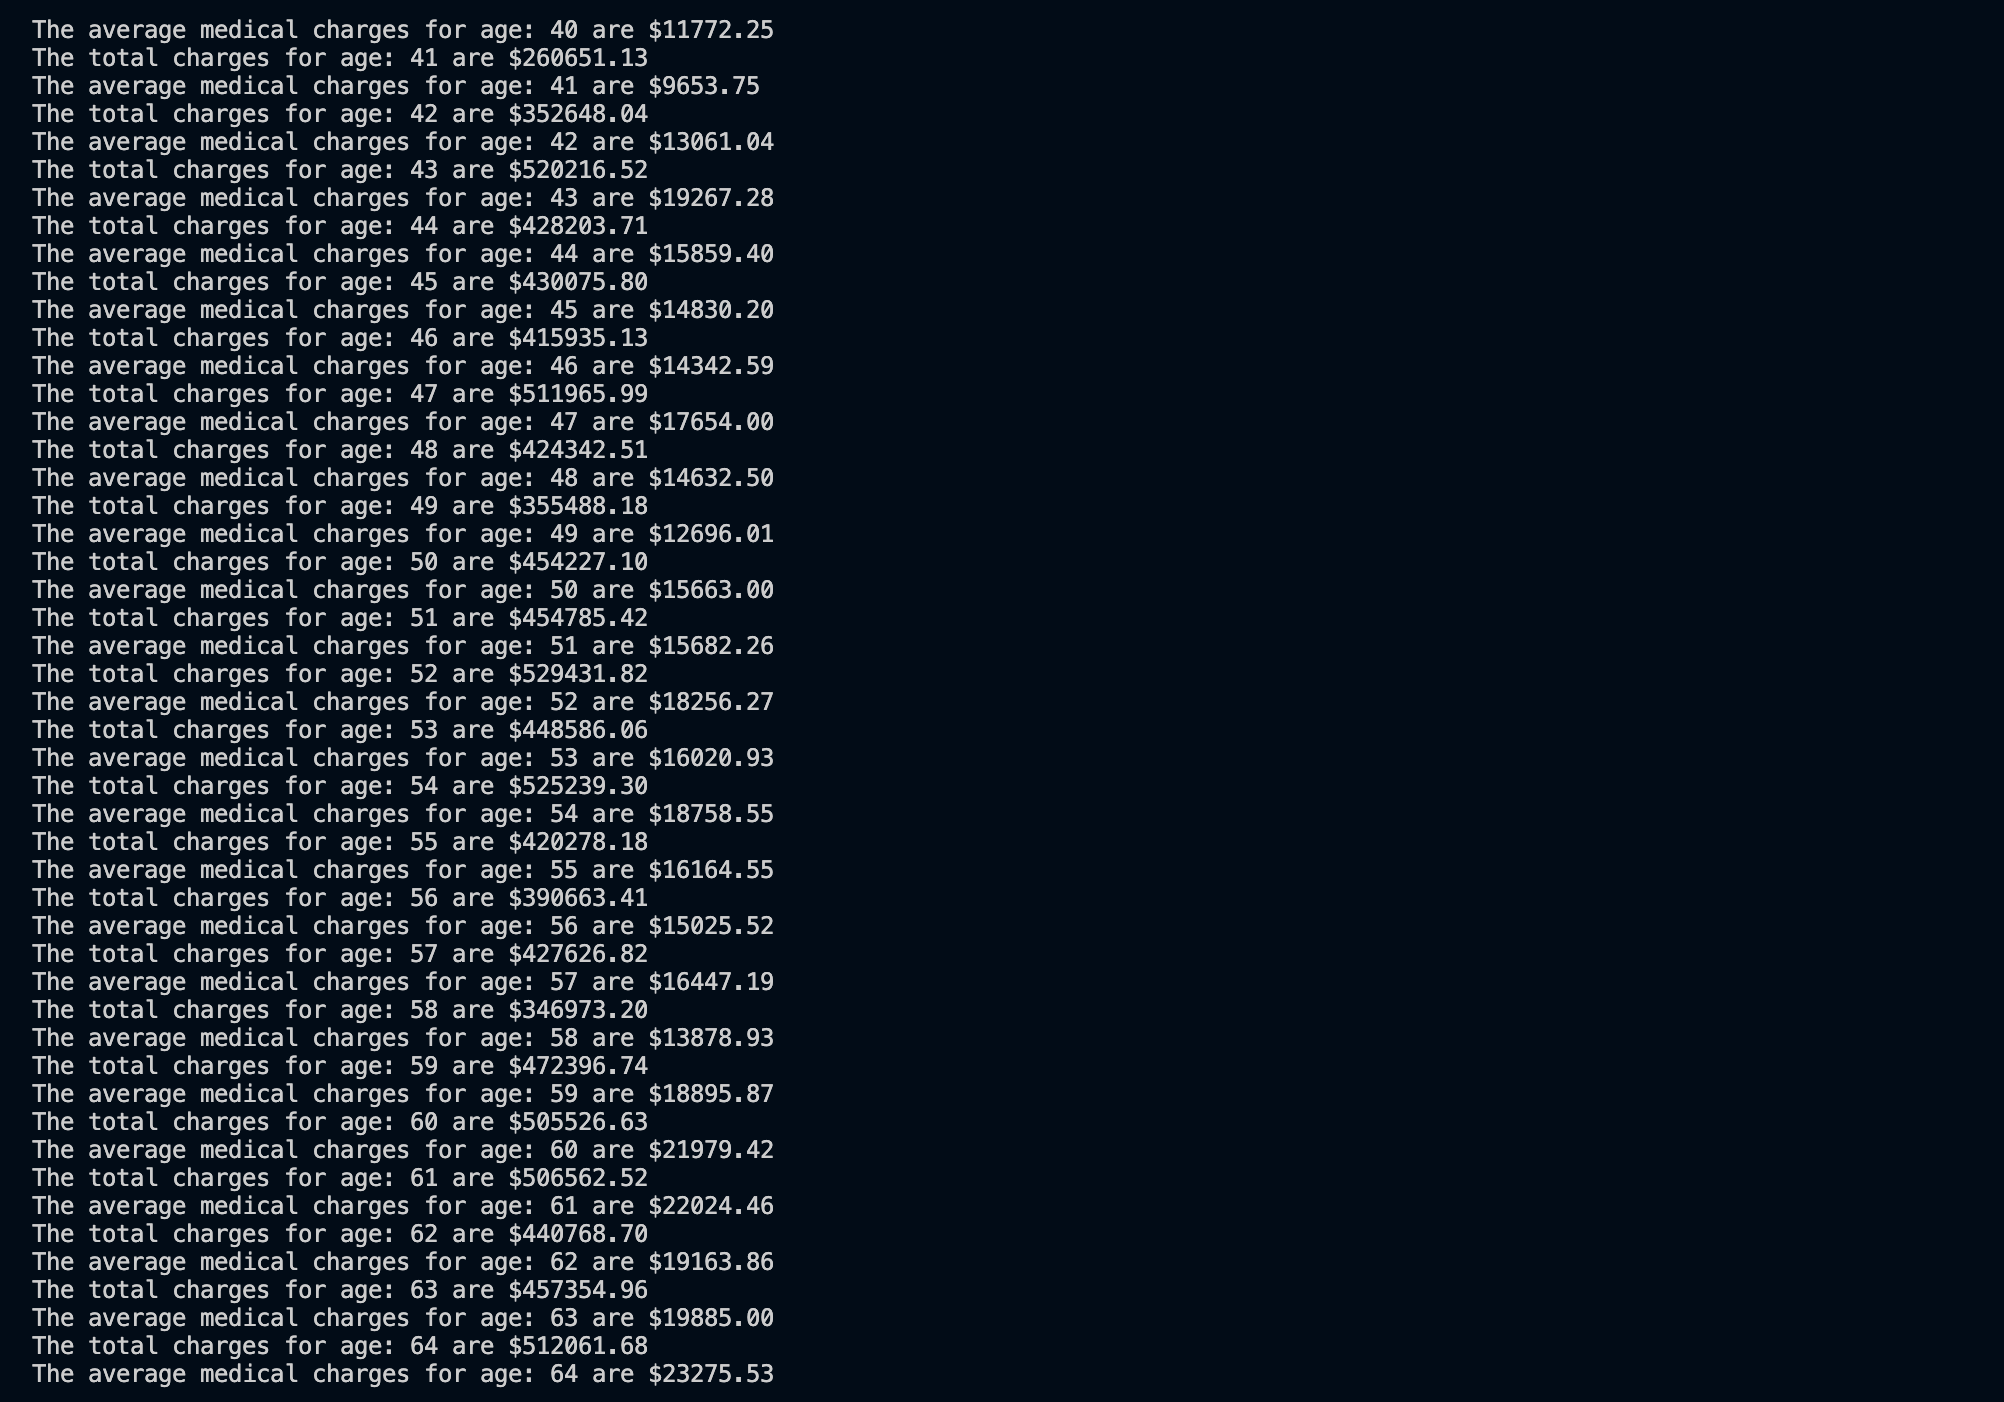 The average medical charges for age: 40 are $11772.25
The total charges for age: 41 are $260651.13
The average medical charges for age: 41 are $9653.75
The total charges for age: 42 are $352648.04
The average medical charges for age: 42 are $13061.04
The total charges for age: 43 are $520216.52
The average medical charges for age: 43 are $19267.28
The total charges for age: 44 are $428203.71
The average medical charges for age: 44 are $15859.40
The total charges for age: 45 are $430075.80
The average medical charges for age: 45 are $14830.20
The total charges for age: 46 are $415935.13
The average medical charges for age: 46 are $14342.59
The total charges for age: 47 are $511965.99
The average medical charges for age: 47 are $17654.00
The total charges for age: 48 are $424342.51
The average medical charges for age: 48 are $14632.50
The total charges for age: 49 are $355488.18
The average medical charges for age: 49 are $12696.01
The total charges for age: 50 are $454227.10
The average medical charges for age: 50 are $15663.00
The total charges for age: 51 are $454785.42
The average medical charges for age: 51 are $15682.26
The total charges for age: 52 are $529431.82
The average medical charges for age: 52 are $18256.27
The total charges for age: 53 are $448586.06
The average medical charges for age: 53 are $16020.93
The total charges for age: 54 are $525239.30
The average medical charges for age: 54 are $18758.55
The total charges for age: 55 are $420278.18
The average medical charges for age: 55 are $16164.55
The total charges for age: 56 are $390663.41
The average medical charges for age: 56 are $15025.52
The total charges for age: 57 are $427626.82
The average medical charges for age: 57 are $16447.19
The total charges for age: 58 are $346973.20
The average medical charges for age: 58 are $13878.93
The total charges for age: 59 are $472396.74
The average medical charges for age: 59 are $18895.87
The total charges for age: 60 are $505526.63
The average medical charges for age: 60 are $21979.42
The total charges for age: 61 are $506562.52
The average medical charges for age: 61 are $22024.46
The total charges for age: 62 are $440768.70
The average medical charges for age: 62 are $19163.86
The total charges for age: 63 are $457354.96
The average medical charges for age: 63 are $19885.00
The total charges for age: 64 are $512061.68
The average medical charges for age: 64 are $23275.53